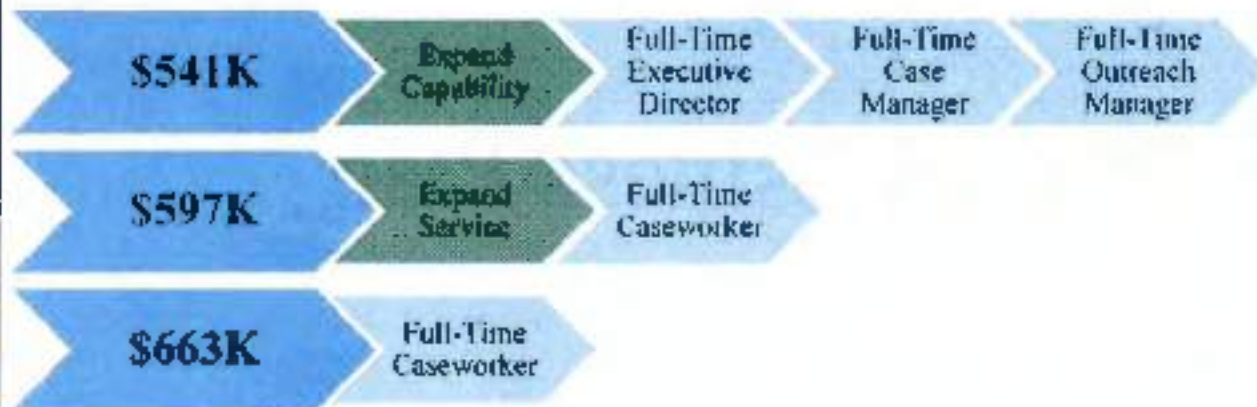 $541K
Expand
Capability
Full-Time
Executive
Director
Full-Time
Case
Manager
Full-Time
Outreach
Manager
$597K
Expand
Service
Full-Time
Caseworker
$663K
Full-Time
Caseworker